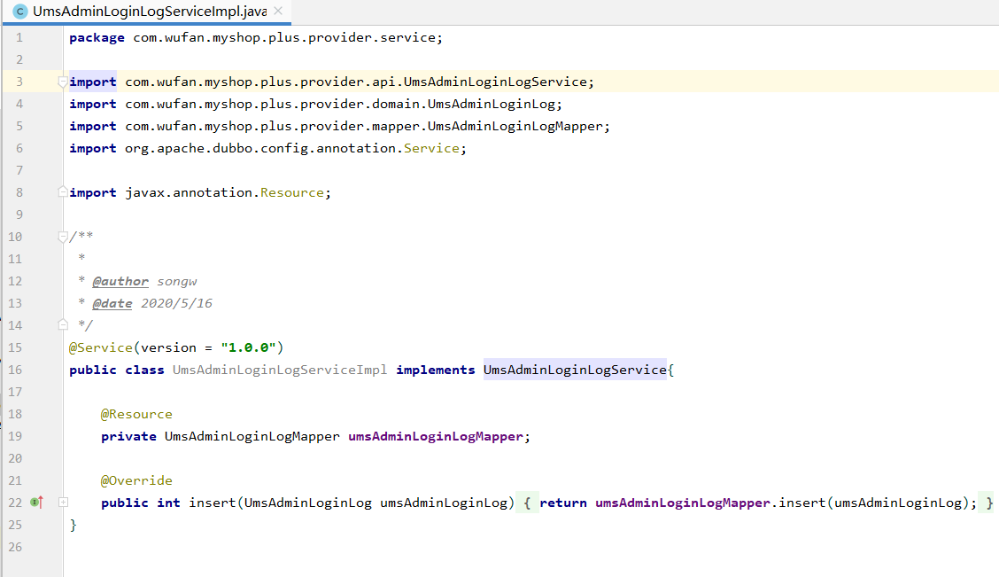 C UmsAdminLoginLogServiceImpl.java ×
1 package com.wufan.myshop.plus.provider.service;
2
3 import com.wufan.myshop.plus.provider.api.UmsAdminLoginLogService;
4 import com.wufan.myshop.plus.provider.domain.UmsAdminLoginLog;
5 import com.wufan.myshop.plus.provider.mapper.UmsAdminLoginLogMapper;
6 import org.apache.dubbo.config.annotation.Service;
7
8 import javax.annotation.Resource;
9
10 /**
11 *
12 * @author songw
13 * @date 2020/5/16
14 */
15 @Service(version = "1.0.0")
16 public class UmsAdminLoginLogServiceImpl implements UmsAdminLoginLogService{
17
18 @Resource
19 private UmsAdminLoginLogMapper umsAdminLoginLogMapper;
20
21 @Override
22 public int insert(UmsAdminLoginLog umsAdminLoginLog) { return umsAdminLoginLogMapper.insert(umsAdminLoginLog); }
25 }
26